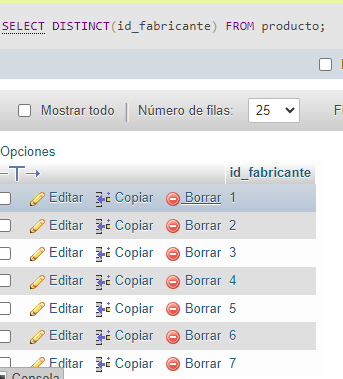 SELECT DISTINCT(id_fabricante) FROM producto;
Mostrar todo Número de filas: 25
Opciones
id_fabricante
Editar Copiar Borrar 1
Editar Copiar Borrar 2
Editar Copiar Borrar 3
Editar Copiar Borrar 4
Editar Copiar Borrar 5
Editar Copiar Borrar 6
Editar Copiar Borrar 7
Consola